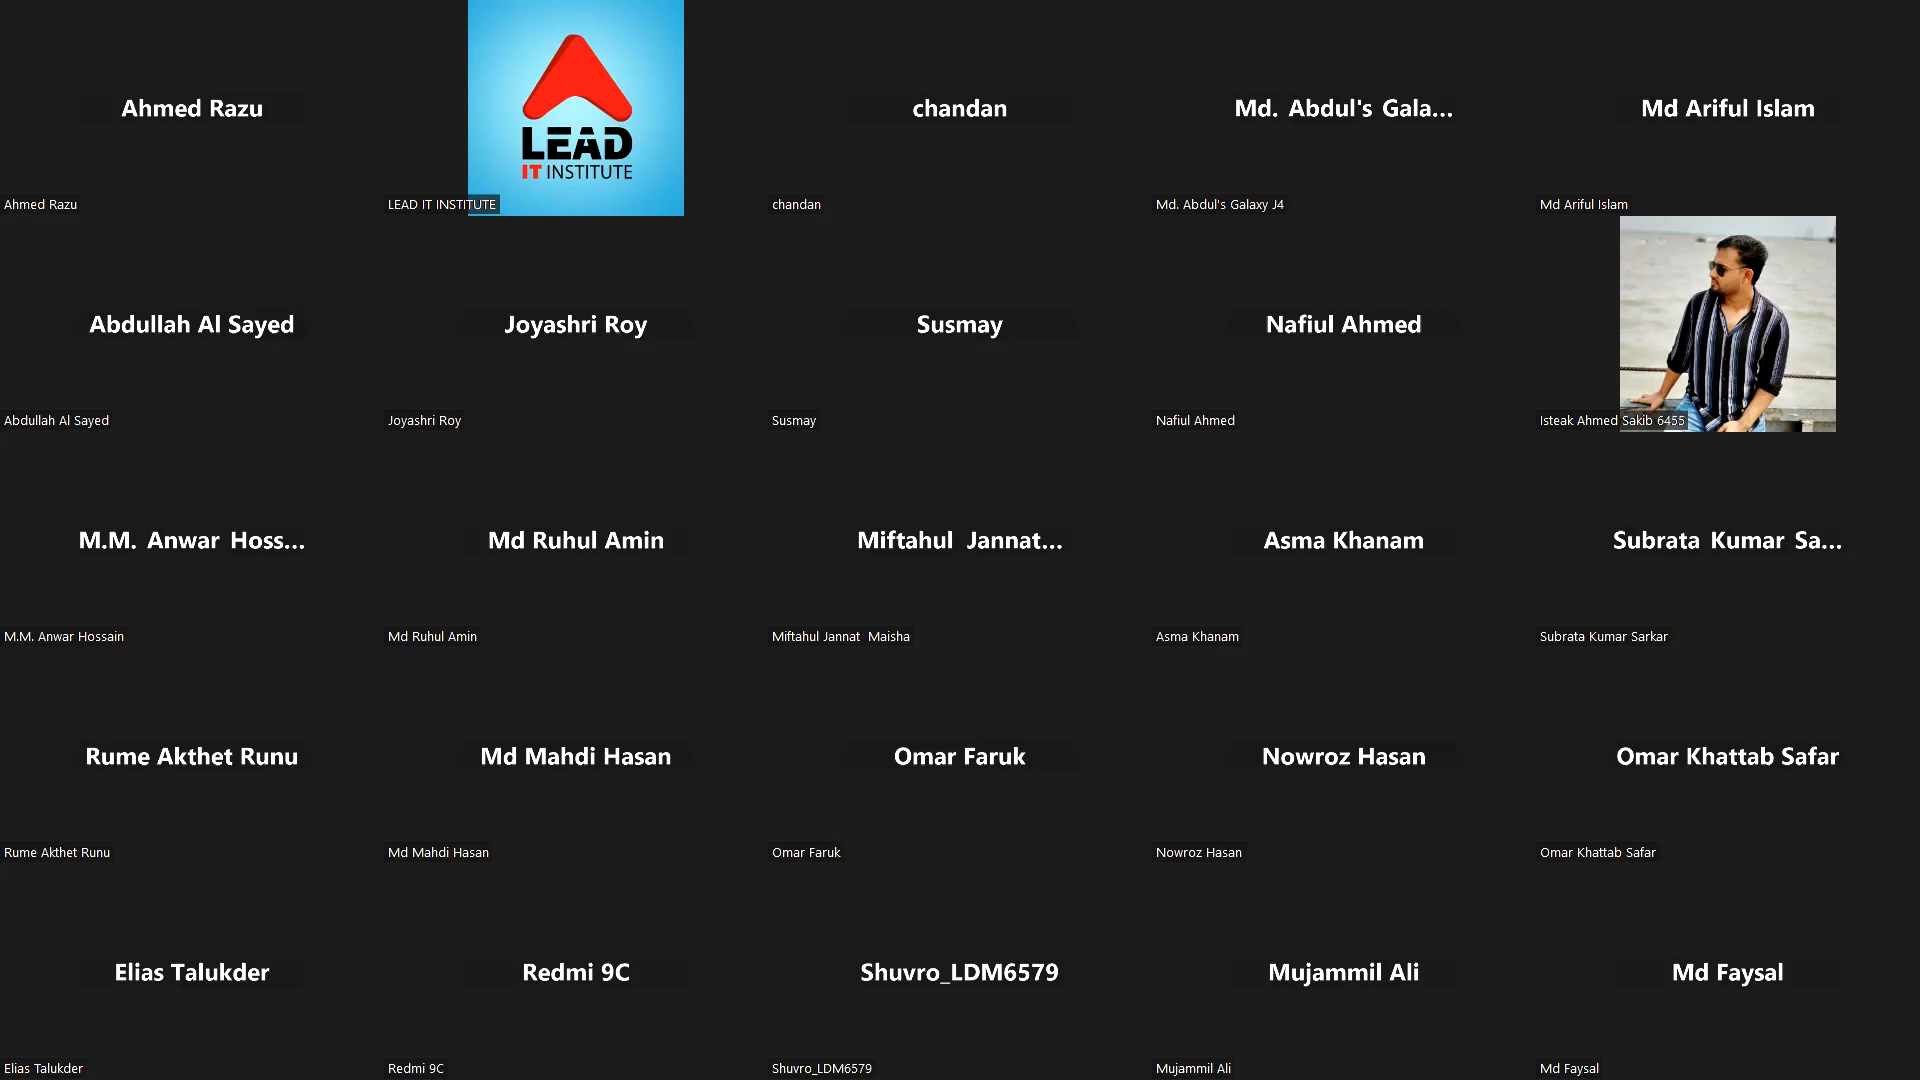 Ahmed Razu
LEAD
IT INSTITUTE
chandan
Md. Abdul's Gala...
Md Ariful Islam
Ahmed Razu
LEAD IT INSTITUTE
chandan
Md. Abdul's Galaxy J4
Md Ariful Islam
Abdullah Al Sayed
Joyashri Roy
Susmay
Nafiul Ahmed
Abdullah Al Sayed
Joyashri Roy
Susmay
Nafiul Ahmed
Isteak Ahmed Sakib 6455
M.M. Anwar Hoss...
Md Ruhul Amin
Miftahul Jannat...
Asma Khanam
Subrata Kumar Sa...
M.M. Anwar Hossain
Md Ruhul Amin
Miftahul Jannat  Maisha
Asma Khanam
Subrata Kumar Sarkar
Rume Akthet Runu
Md Mahdi Hasan
Omar Faruk
Nowroz Hasan
Omar Khattab Safar
Rume Akthet Runu
Md Mahdi Hasan
Omar Faruk
Nowroz Hasan
Omar Khattab Safar
Elias Talukder
Redmi 9C
Shuvro_LDM6579
Mujammil Ali
Md Faysal
Elias Talukder
Redmi 9C
Shuvro_LDM6579
Mujammil Ali
Md Faysal